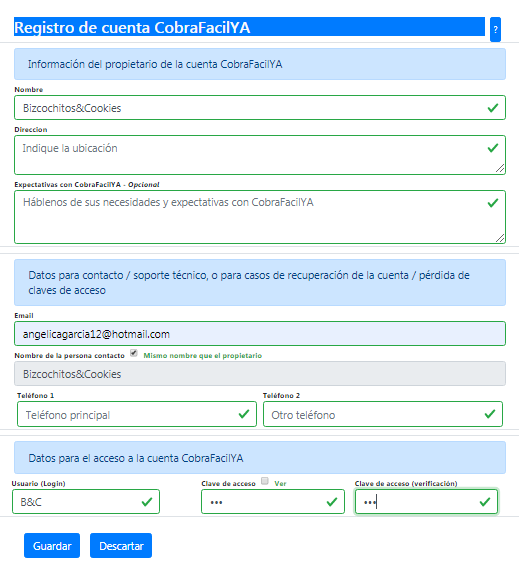 Registro de cuenta CobraFacilYA ?
Información del propietario de la cuenta CobraFacilYA
Nombre
Bizcochitos&Cookies
Direccion
Indique la ubicación
Expectativas con CobraFacilYA - Opcional
Háblenos de sus necesidades y expectativas con CobraFacilYA
Datos para contacto / soporte técnico, o para casos de recuperación de la cuenta / pérdida de
claves de acceso
Email
angelicagarcia12@hotmail.com
Nombre de la persona contacto Mismo nombre que el propietario
Bizcochitos&Cookies
Teléfono 1 Teléfono 2
Teléfono principal Otro teléfono
Datos para el acceso a la cuenta CobraFacilYA
Usuario (Login) Clave de acceso Ver Clave de acceso (verificación)
B&C ••• •••
Guardar Descartar